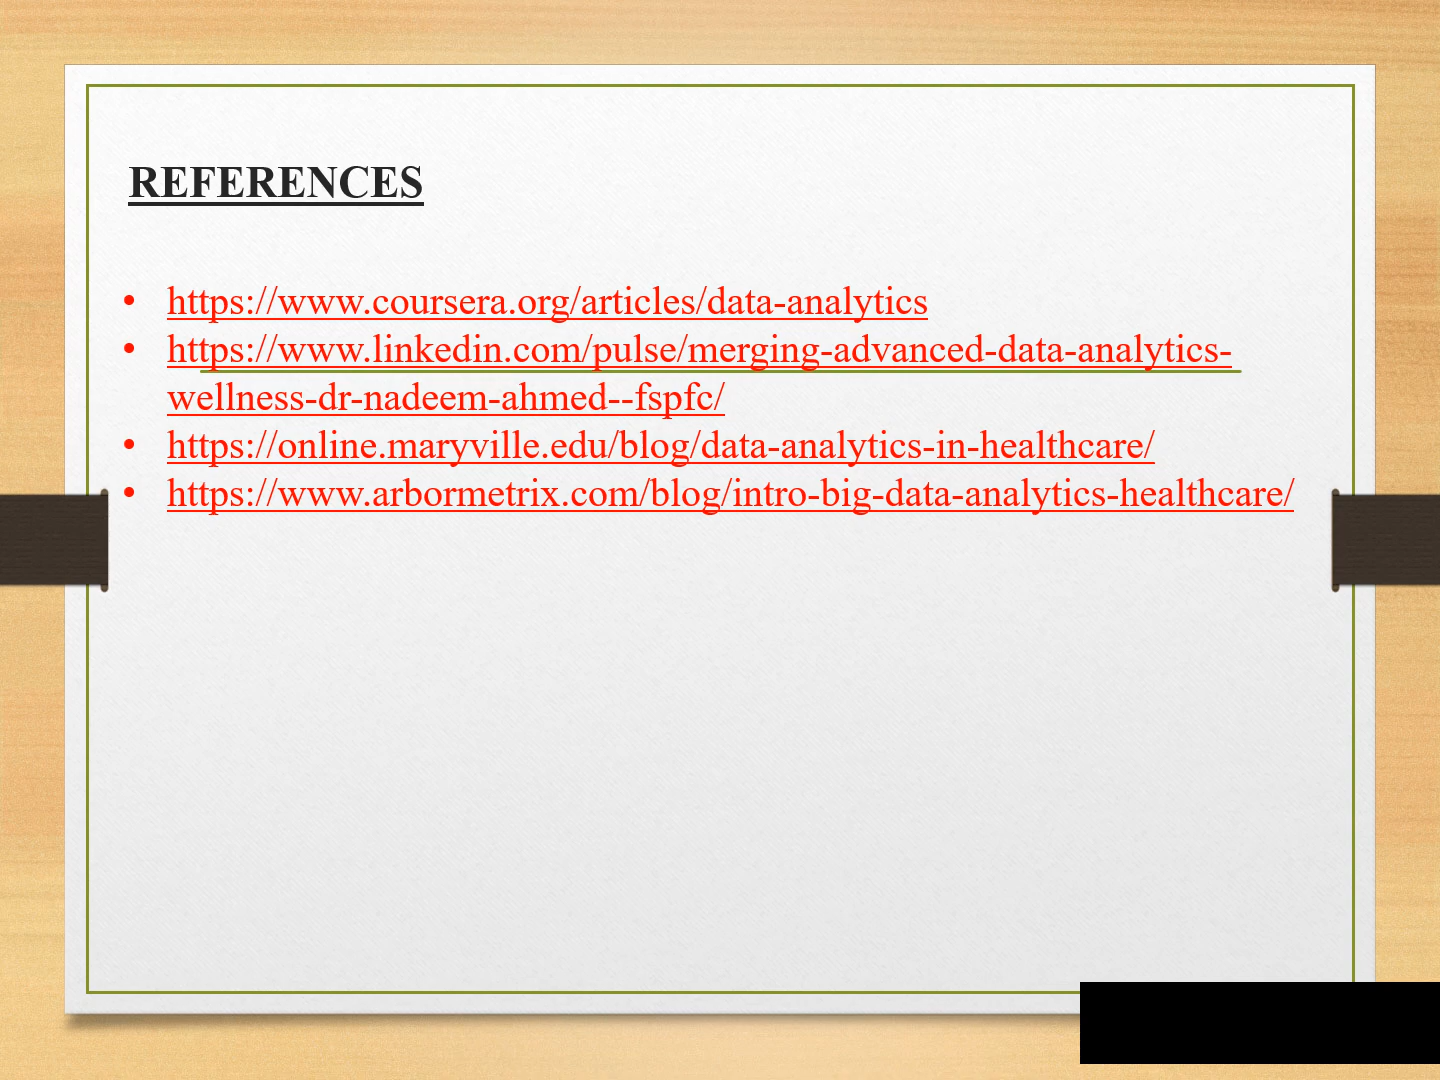 REFERENCES
• https://www.coursera.org/articles/data-analytics
• https://www.linkedin.com/pulse/merging-advanced-data-analytics-
wellness-dr-nadeem-ahmed--fspfc/
• https://online.maryville.edu/blog/data-analytics-in-healthcare/
• https://www.arbormetrix.com/blog/intro-big-data-analytics-healthcare/